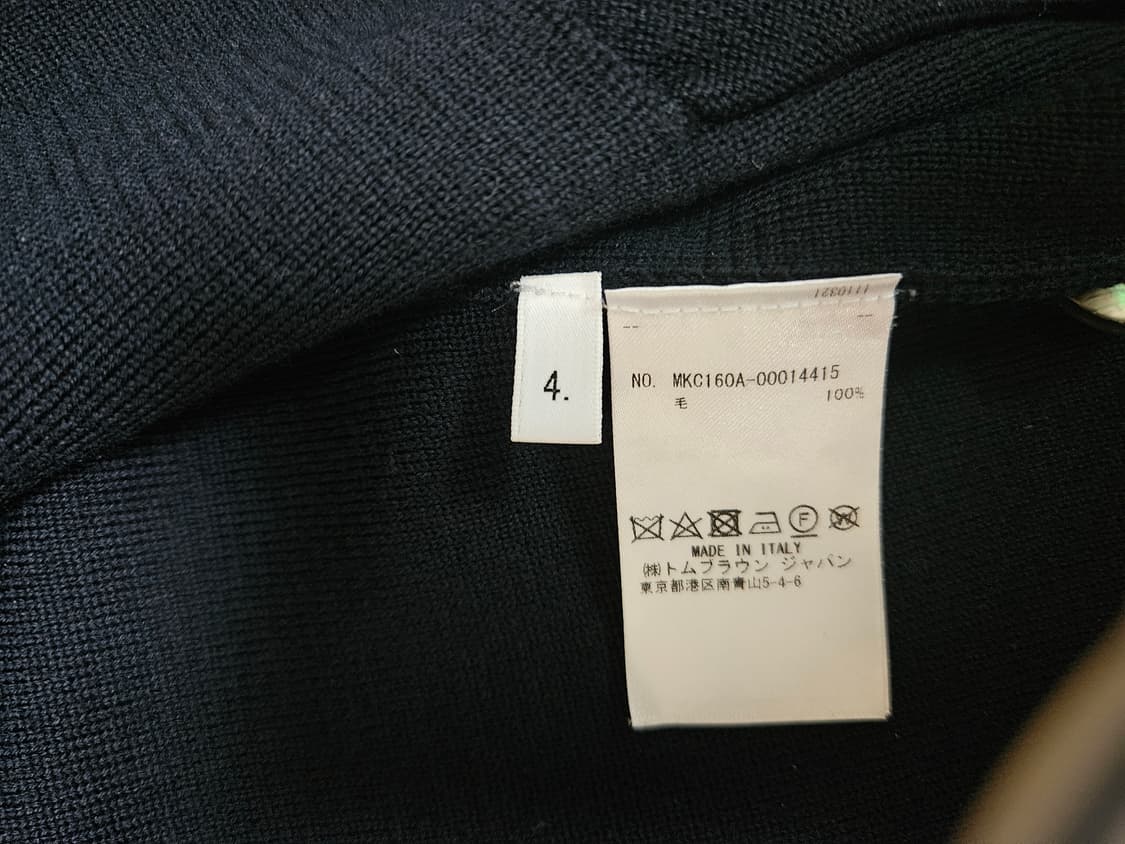 4.
1110321
-- --
NO. MKC160A-00014415
毛 100%
MADE IN ITALY
㈱トムブラウン ジャパン
東京都港区南青山5-4-6